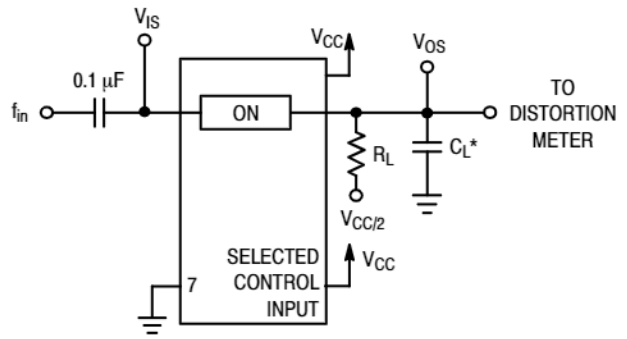 V_IS
V_CC
V_OS
0.1 μF
f_in
ON
TO
DISTORTION
METER
R_L
C_L*
V_CC/2
SELECTED
CONTROL
INPUT
V_CC
7